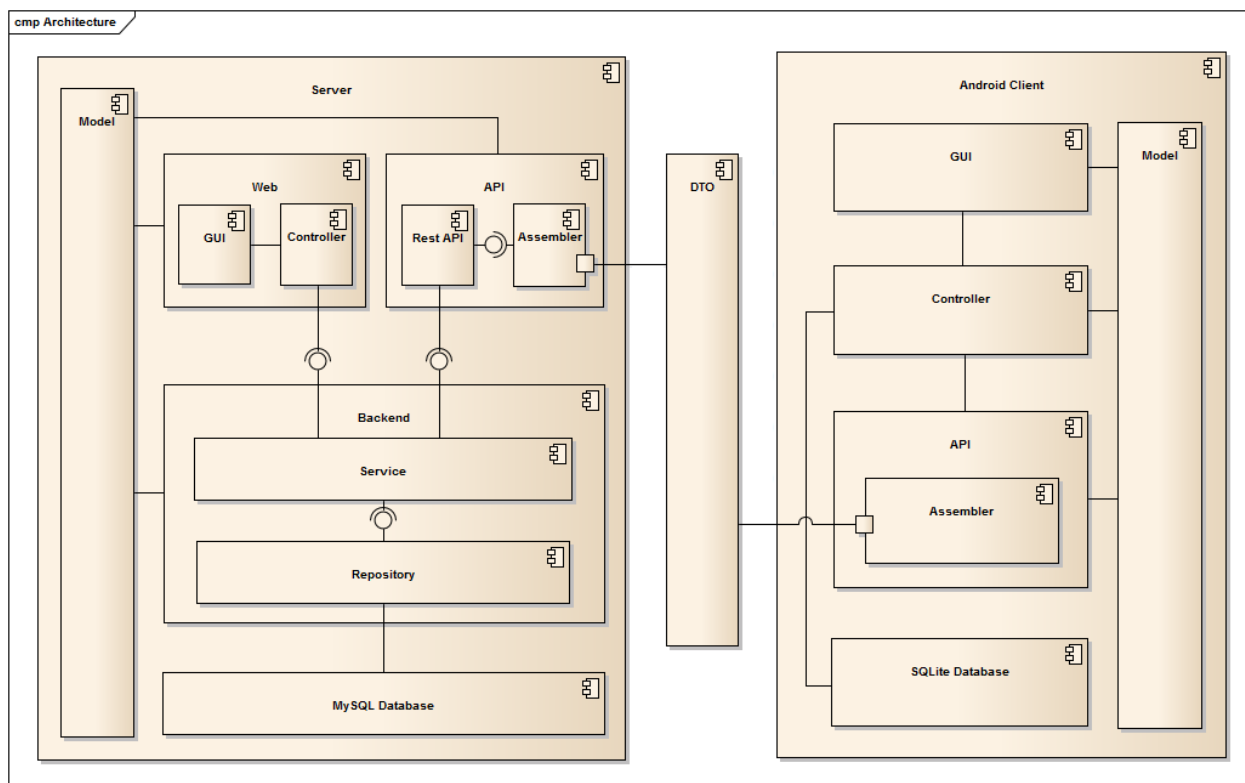 cmp Architecture
Server
Model
Web
GUI
Controller
API
Rest API
Assembler
Backend
Service
Repository
MySQL Database
DTO
Android Client
GUI
Model
Controller
API
Assembler
SQLite Database